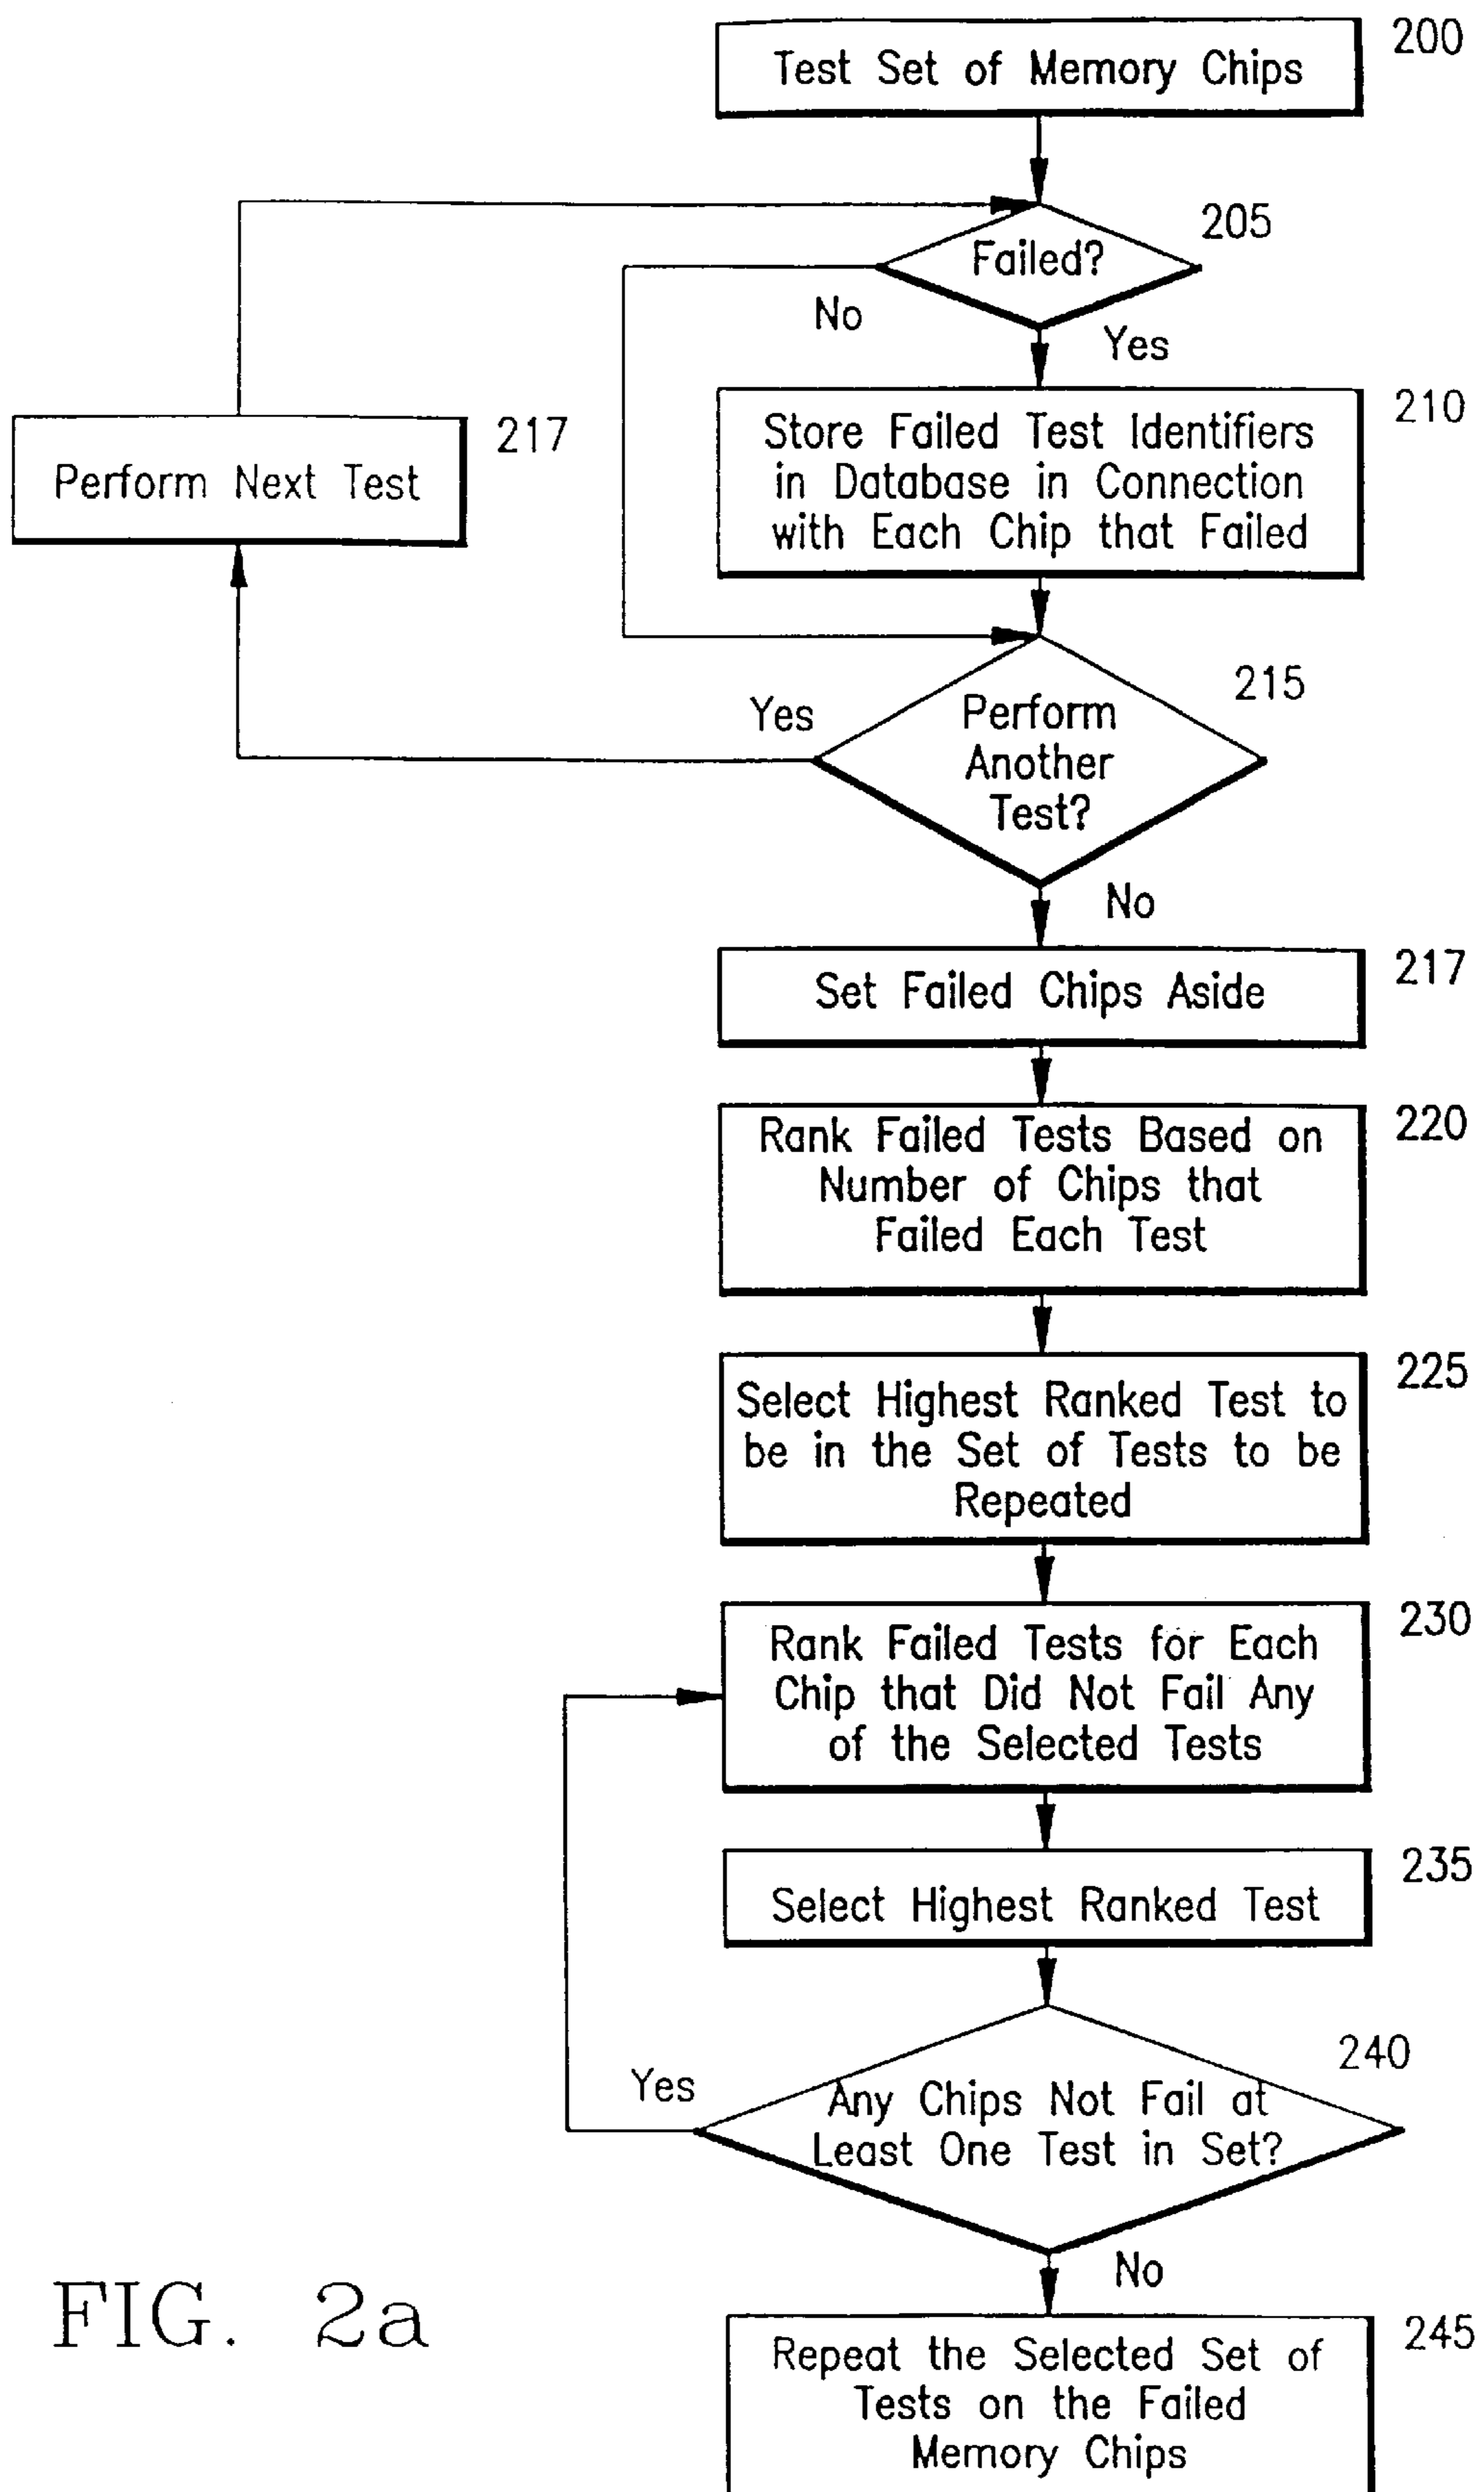 200
Test Set of Memory Chips
205
Failed?
No
Yes
210
Store Failed Test Identifiers
in Database in Connection
with Each Chip that Failed
217
Perform Next Test
215
Yes
Perform
Another
Test?
No
217
Set Failed Chips Aside
220
Rank Failed Tests Based on
Number of Chips that
Failed Each Test
225
Select Highest Ranked Test to
be in the Set of Tests to be
Repeated
230
Rank Failed Tests for Each
Chip that Did Not Fail Any
of the Selected Tests
235
Select Highest Ranked Test
240
Yes
Any Chips Not Fail at
Least One Test in Set?
No
245
Repeat the Selected Set of
Tests on the Failed
Memory Chips
FIG. 2a